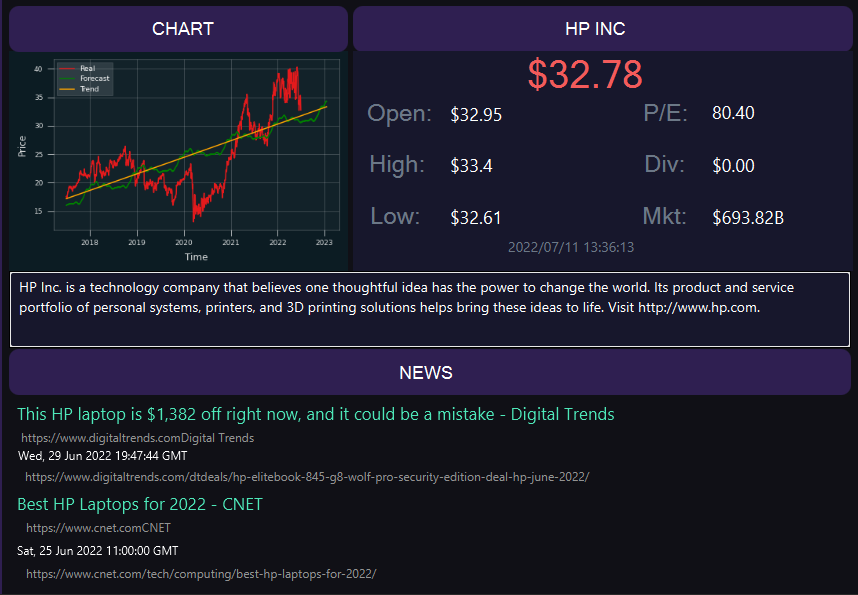 CHART
HP INC
Real
Forecast
Trend
40
35
30
25
20
15
Price
2018
2019
2020
2021
2022
2023
Time
$32.78
Open: $32.95
P/E: 80.40
High: $33.4
Div: $0.00
Low: $32.61
Mkt: $693.82B
2022/07/11 13:36:13
HP Inc. is a technology company that believes one thoughtful idea has the power to change the world. Its product and service
portfolio of personal systems, printers, and 3D printing solutions helps bring these ideas to life. Visit http://www.hp.com.
NEWS
This HP laptop is $1,382 off right now, and it could be a mistake - Digital Trends
https://www.digitaltrends.comDigital Trends
Wed, 29 Jun 2022 19:47:44 GMT
https://www.digitaltrends.com/dtdeals/hp-elitebook-845-g8-wolf-pro-security-edition-deal-hp-june-2022/
Best HP Laptops for 2022 - CNET
https://www.cnet.comCNET
Sat, 25 Jun 2022 11:00:00 GMT
https://www.cnet.com/tech/computing/best-hp-laptops-for-2022/